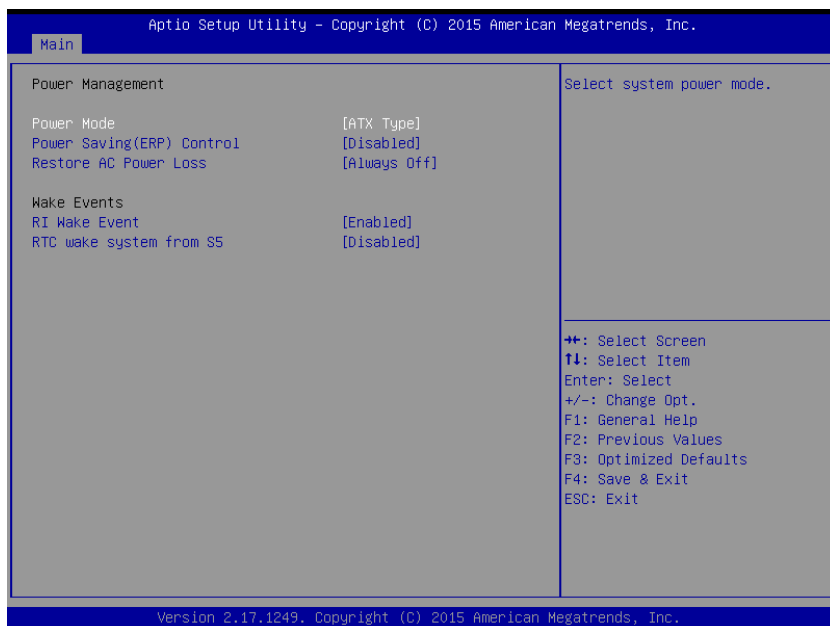 Aptio Setup Utility – Copyright (C) 2015 American Megatrends, Inc.
Main
Power Management
Power Mode [ATX Type]
Power Saving(ERP) Control [Disabled]
Restore AC Power Loss [Always Off]
Wake Events
RI Wake Event [Enabled]
RTC wake system from S5 [Disabled]
Select system power mode.
→←: Select Screen
↑↓: Select Item
Enter: Select
+/-: Change Opt.
F1: General Help
F2: Previous Values
F3: Optimized Defaults
F4: Save & Exit
ESC: Exit
Version 2.17.1249. Copyright (C) 2015 American Megatrends, Inc.